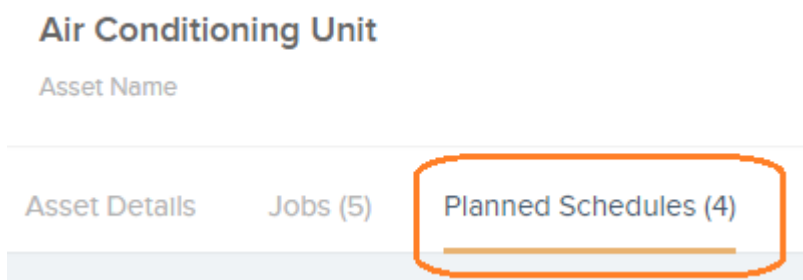 Air Conditioning Unit
Asset Name
Asset Details Jobs (5) Planned Schedules (4)